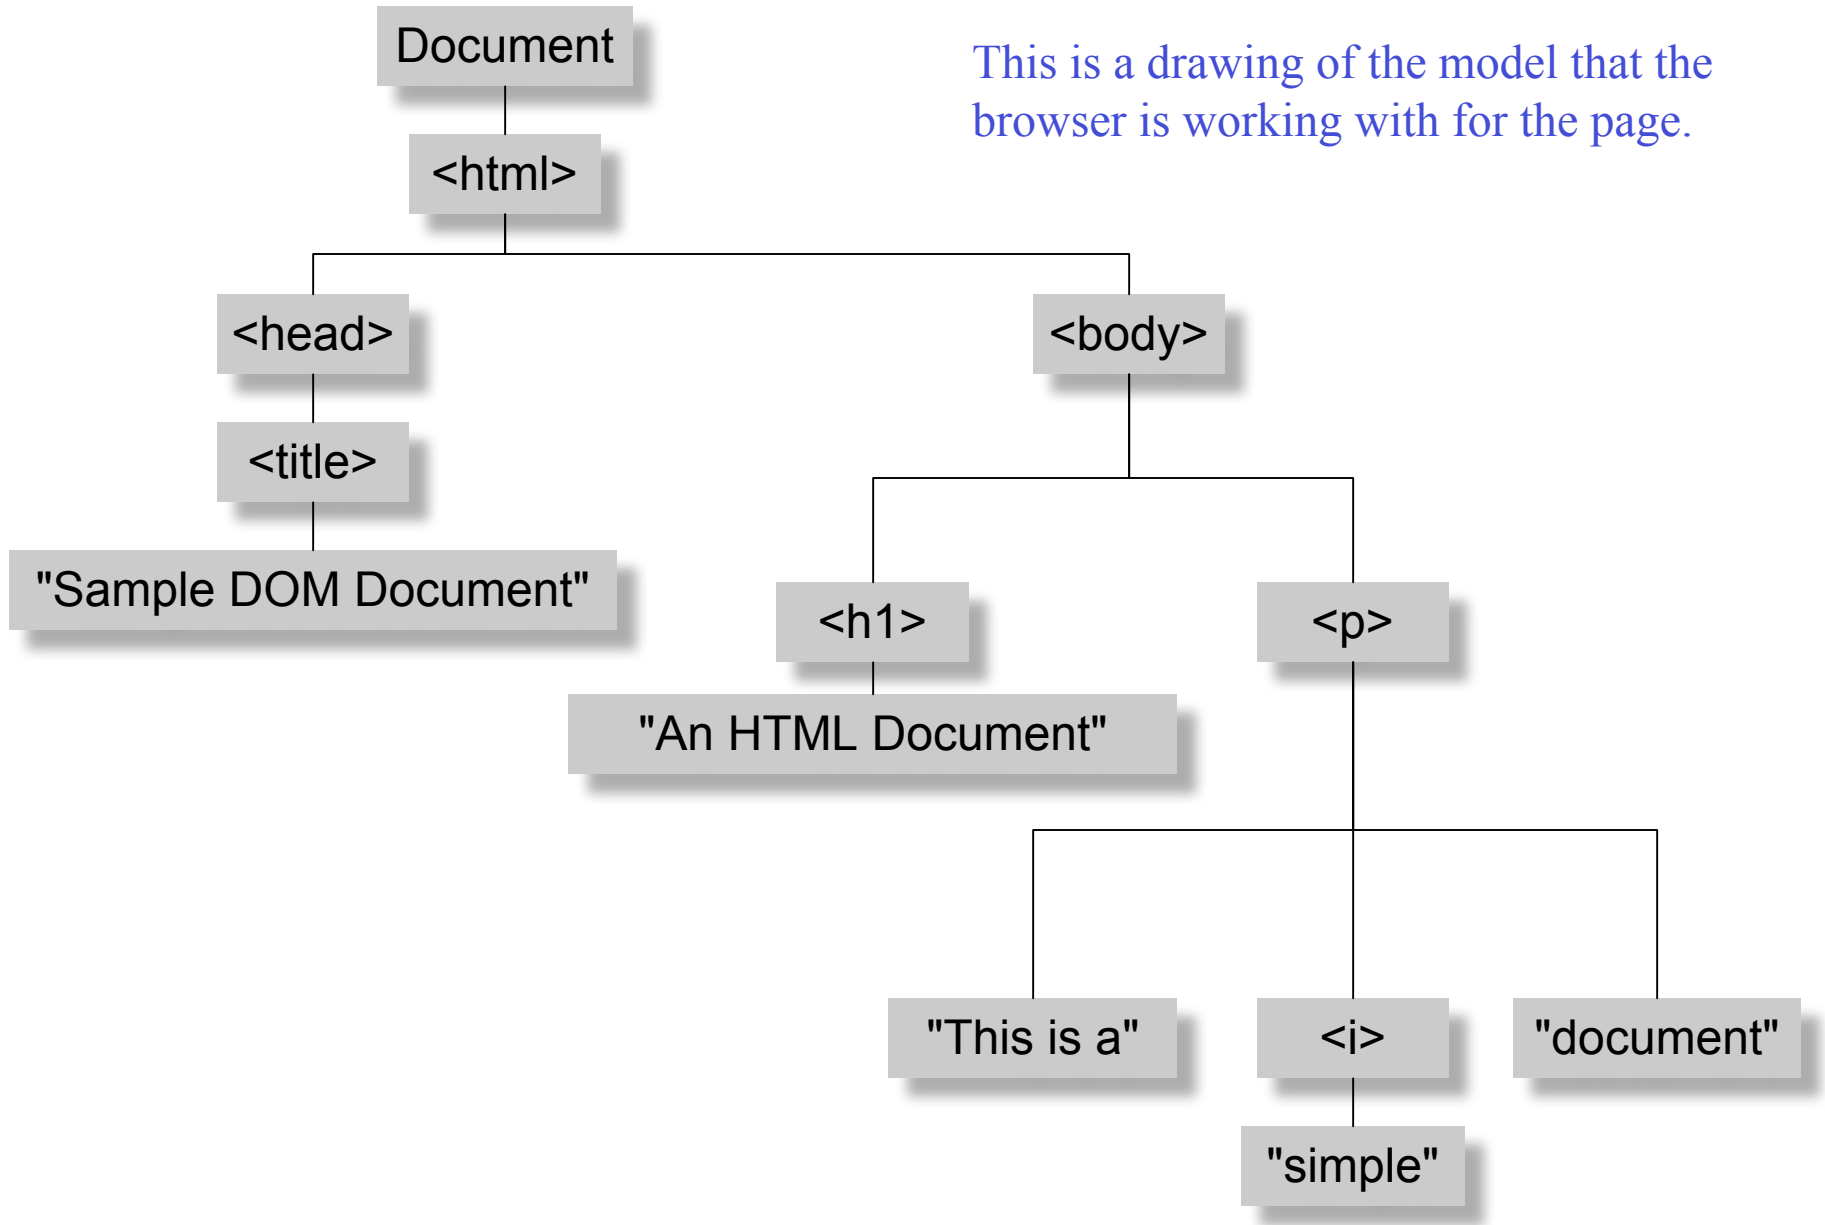 Document
This is a drawing of the model that the
browser is working with for the page.
<html>
<head>
<body>
<title>
"Sample DOM Document"
<h1>
<p>
"An HTML Document"
"This is a"
<i>
"document"
"simple"